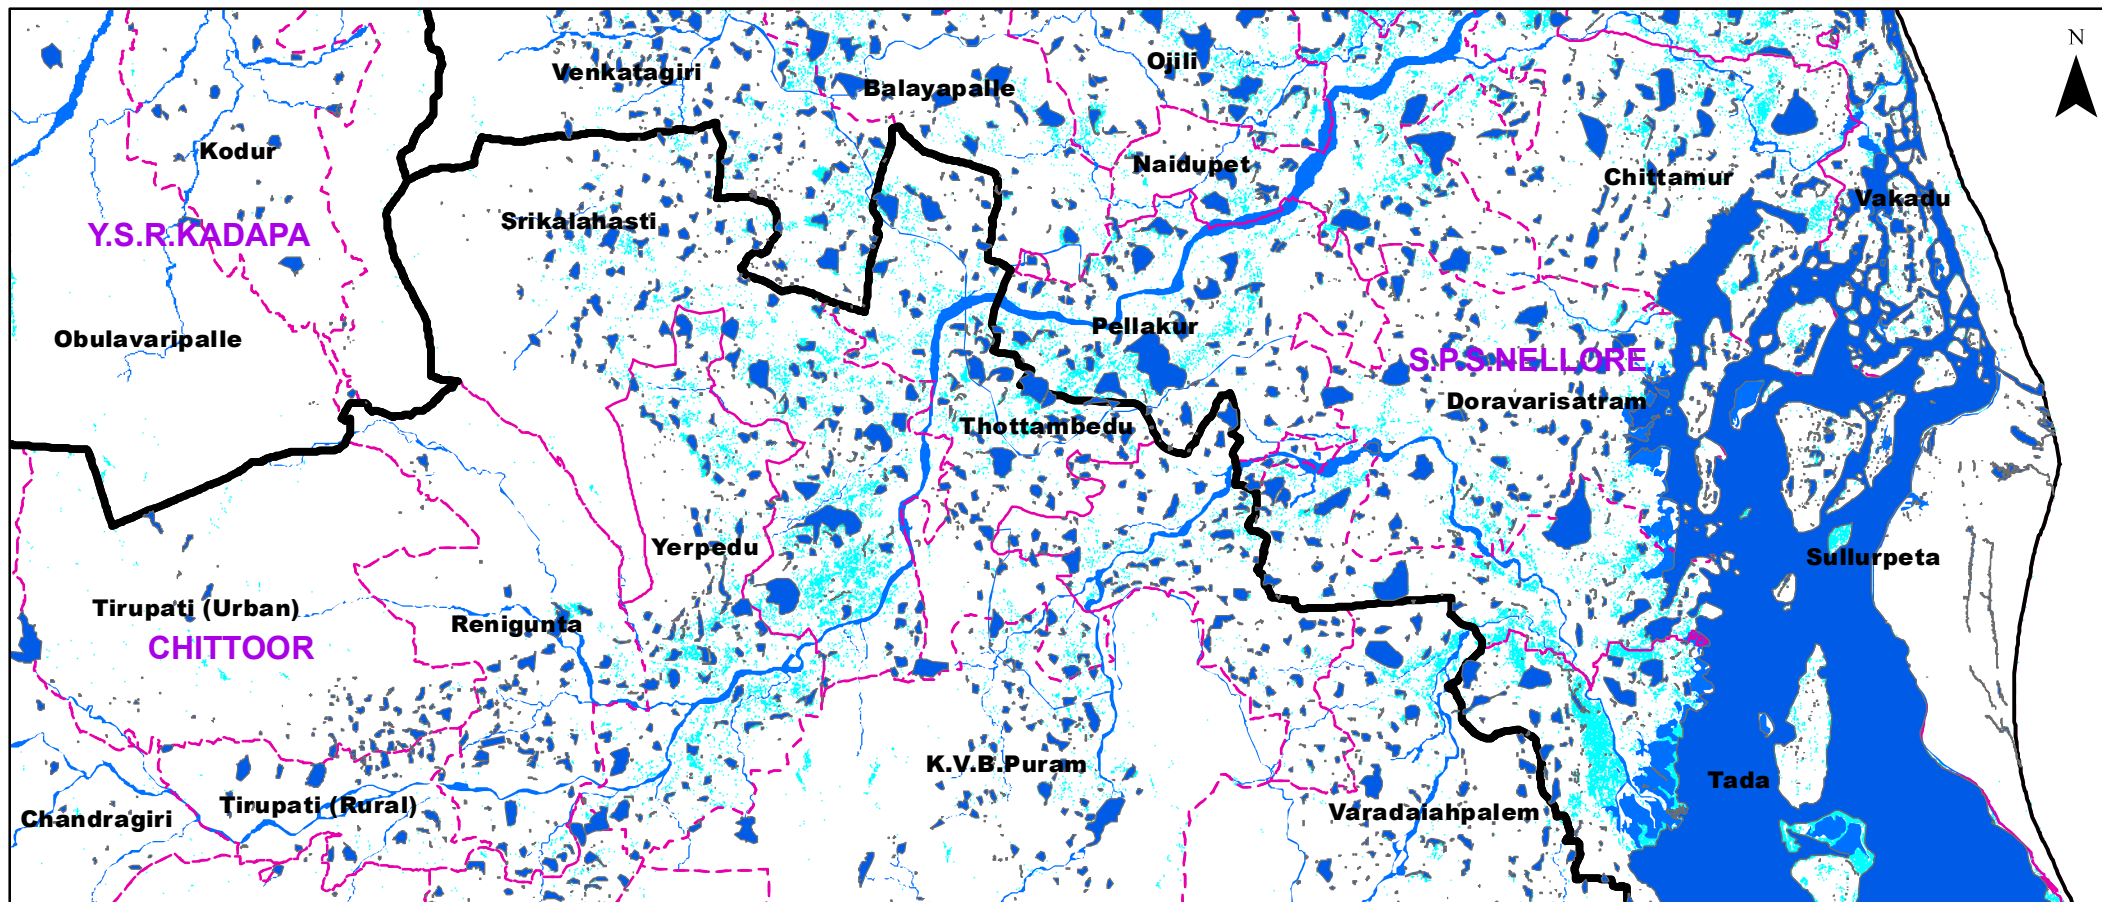 N
Ojili
Venkatagiri
Balayapalle
Kodur
Naidupet
Chittamur
Vakadu
Srikalahasti
Y.S.R.KADAPA
Pellakur
Obulavaripalle
S.P.S.NELLORE
Doravarisatram
Thottambedu
Yerpedu
Sullurpeta
Tirupati (Urban)
Renigunta
CHITTOOR
K.V.B.Puram
Tada
Tirupati (Rural)
Varadaiahpalem
Chandragiri